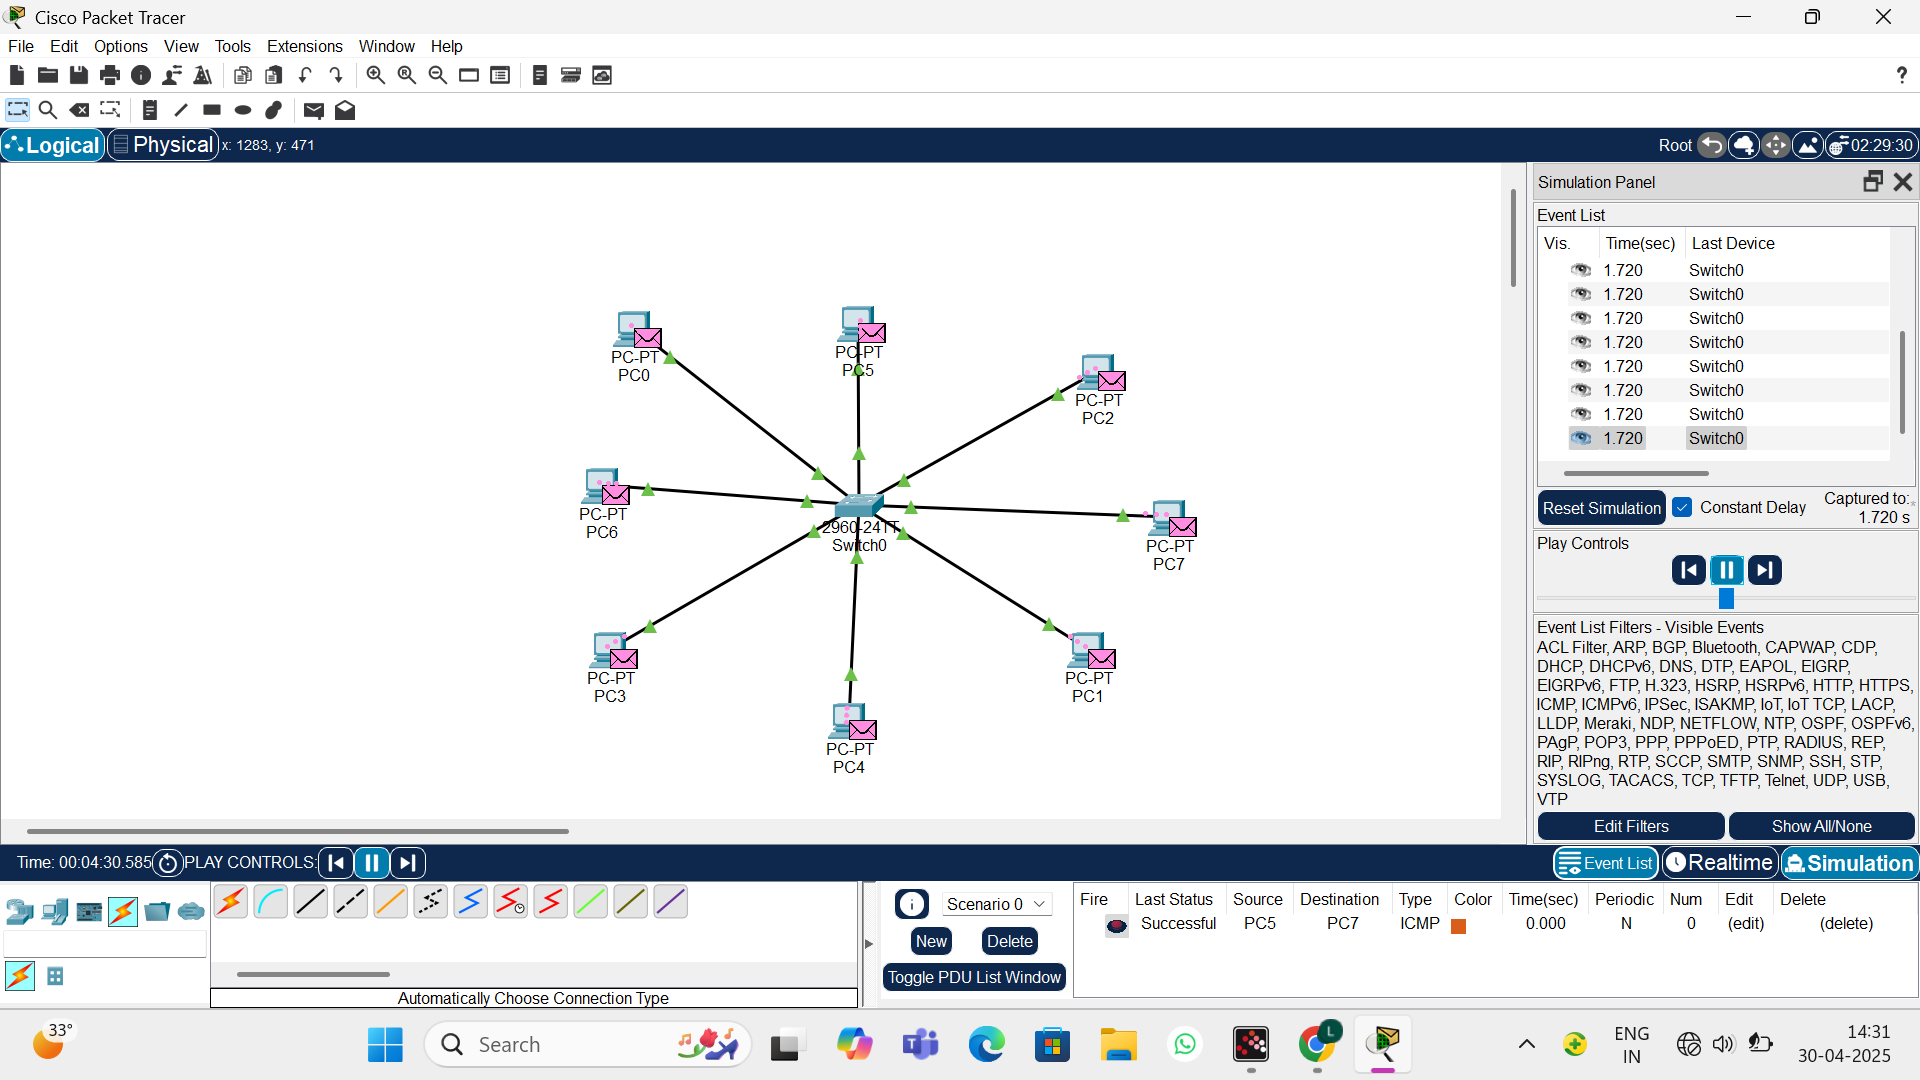 Cisco Packet Tracer
File Edit Options View Tools Extensions Window Help
?
Logical Physical x: 1283, y: 471 Root 02:29:30
Simulation Panel
Event List
Vis. Time(sec) Last Device
1.720 Switch0
1.720 Switch0
1.720 Switch0
1.720 Switch0
1.720 Switch0
1.720 Switch0
1.720 Switch0
1.720 Switch0
Reset Simulation Constant Delay Captured to:*
1.720 s
Play Controls
Event List Filters - Visible Events
ACL Filter, ARP, BGP, Bluetooth, CAPWAP, CDP,
DHCP, DHCPv6, DNS, DTP, EAPOL, EIGRP,
EIGRPv6, FTP, H.323, HSRP, HSRPv6, HTTP, HTTPS,
ICMP, ICMPv6, IPSec, ISAKMP, IoT, IoT TCP, LACP,
LLDP, Meraki, NDP, NETFLOW, NTP, OSPF, OSPFv6,
PAgP, POP3, PPP, PPPoED, PTP, RADIUS, REP,
RIP, RIPng, RTP, SCCP, SMTP, SNMP, SSH, STP,
SYSLOG, TACACS, TCP, TFTP, Telnet, UDP, USB,
VTP
Edit Filters Show All/None
PC-PT
PC0
PC-PT
PC5
PC-PT
PC2
PC-PT
PC6
2960-24TT
Switch0
PC-PT
PC7
PC-PT
PC3
PC-PT
PC1
PC-PT
PC4
Time: 00:04:30.585 PLAY CONTROLS: Event List Realtime Simulation
Scenario 0
New Delete
Toggle PDU List Window
Fire Last Status Source Destination Type Color Time(sec) Periodic Num Edit Delete
Successful PC5 PC7 ICMP 0.000 N 0 (edit) (delete)
Automatically Choose Connection Type
33°
Search
L
ENG
IN
14:31
30-04-2025